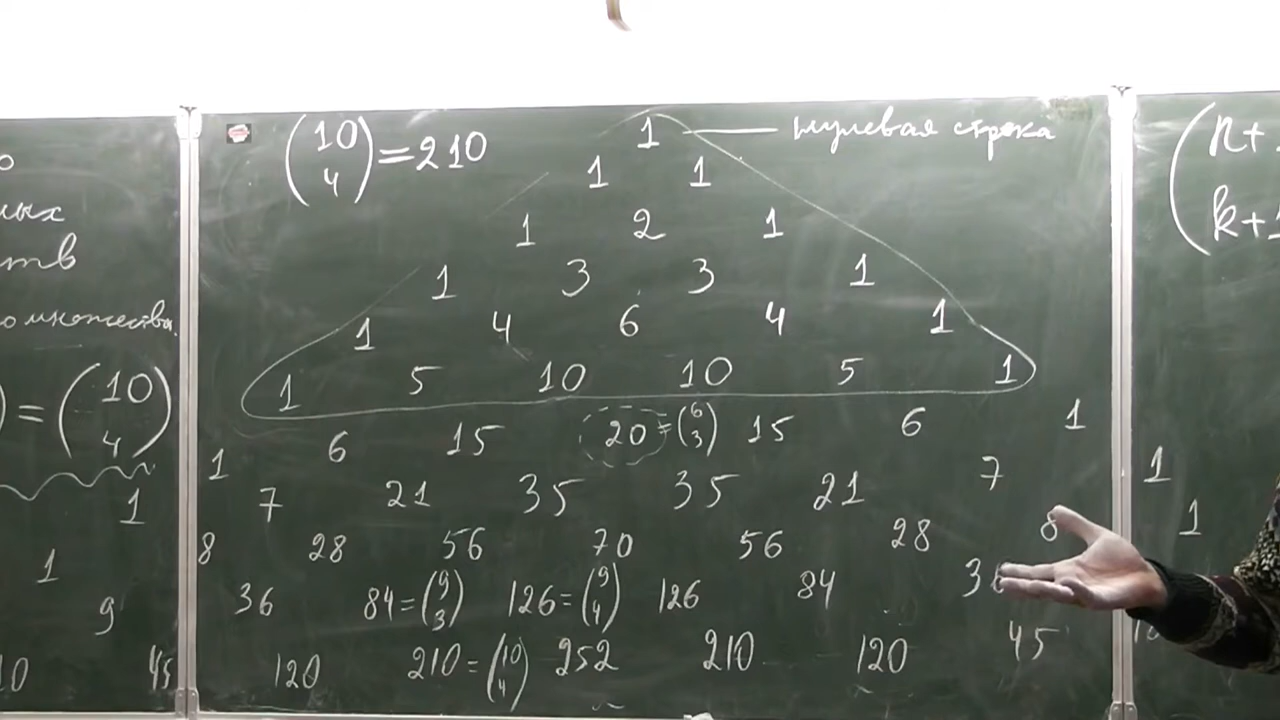 (10 4) = 210
1 — нулевая строка
1 1
1 2 1
1 3 3 1
1 4 6 4 1
1 5 10 10 5 1
1 6 15 20 = (6 3) 15 6 1
1 7 21 35 35 21 7 1
1 8 28 56 70 56 28 8 1
9 36 84 = (9 3) 126 = (9 4) 126 84
10 45 120 210 = (10 4) 252 210 120 45
множества
= (10 4)
(n+
k+1